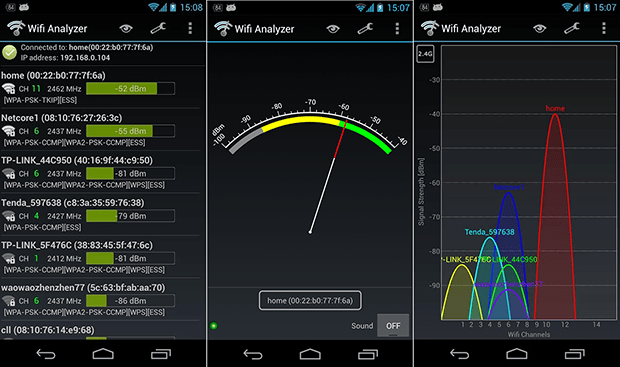 84
15:08
Wifi Analyzer
Connected to: home(00:22:b0:77:7f:6a)
IP address: 192.168.0.104
home (00:22:b0:77:7f:6a)
CH 11 2462 MHz -52 dBm
[WPA-PSK-TKIP][ESS]
Netcore1 (08:10:76:27:26:3c)
CH 6 2437 MHz -55 dBm
[WPA-PSK-CCMP][WPA2-PSK-CCMP][ESS]
TP-LINK_44C950 (40:16:9f:44:c9:50)
CH 6 2437 MHz -81 dBm
[WPA-PSK-CCMP][WPA2-PSK-CCMP][WPS][ESS]
Tenda_597638 (c8:3a:35:59:76:38)
CH 4 2427 MHz -79 dBm
[WPA-PSK-CCMP][ESS]
TP-LINK_5F476C (38:83:45:5f:47:6c)
CH 1 2412 MHz -81 dBm
[WPA-PSK-CCMP][WPA2-PSK-CCMP][WPS][ESS]
waowaozhenzhen77 (5c:63:bf:ab:aa:70)
CH 6 2437 MHz -86 dBm
[WPA-PSK-CCMP][WPA2-PSK-CCMP][WPS][ESS]
cll (08:10:76:14:e9:68)
84
15:07
Wifi Analyzer
dBm
-100 -90 -80 -70 -60 -50 -40
home (00:22:b0:77:7f:6a)
Sound OFF
84
15:07
Wifi Analyzer
2.4G
Signal Strength [dBm]
-30
-40
-50
-60
-70
-80
-90
home
Tenda_597638
P-LINK_5F476C
LINK_44C950
1 2 3 4 5 6 7 8 9 10 12 14
Wifi Channels